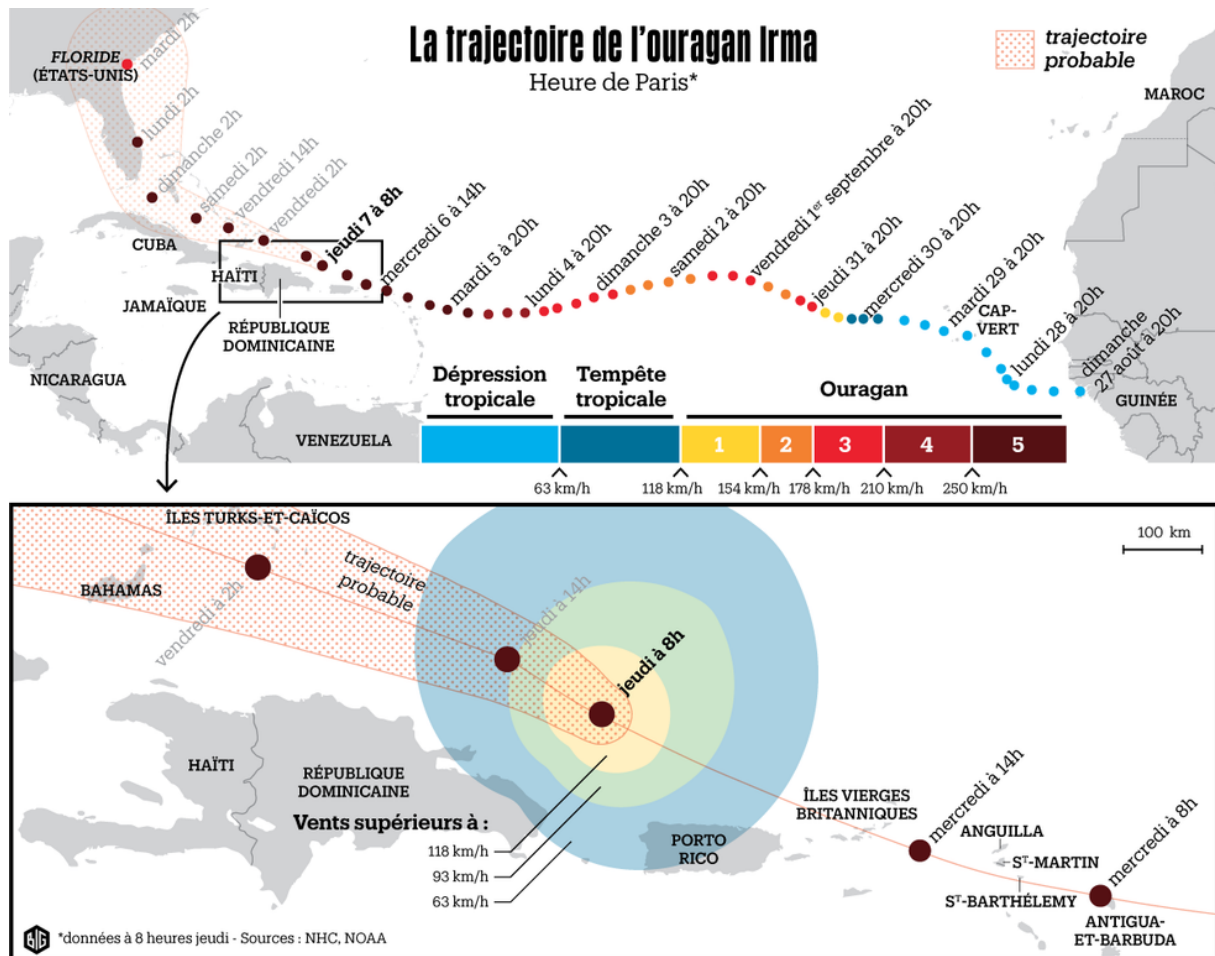 La trajectoire de l'ouragan Irma
Heure de Paris*
trajectoire
probable
FLORIDE
(ÉTATS-UNIS)
mardi 2h
lundi 2h
dimanche 2h
samedi 2h
vendredi 14h
vendredi 2h
jeudi 7 à 8h
mercredi 6 à 14h
mardi 5 à 20h
lundi 4 à 20h
dimanche 3 à 20h
samedi 2 à 20h
vendredi 1er septembre à 20h
jeudi 31 à 20h
mercredi 30 à 20h
mardi 29 à 20h
lundi 28 à 20h
dimanche
27 août à 20h
MAROC
CAP-
VERT
GUINÉE
CUBA
HAÏTI
JAMAÏQUE
RÉPUBLIQUE
DOMINICAINE
NICARAGUA
VENEZUELA
Dépression
tropicale
Tempête
tropicale
Ouragan
1 2 3 4 5
63 km/h 118 km/h 154 km/h 178 km/h 210 km/h 250 km/h
ÎLES TURKS-ET-CAÏCOS
100 km
BAHAMAS
trajectoire
probable
vendredi à 2h
jeudi à 14h
jeudi à 8h
HAÏTI
RÉPUBLIQUE
DOMINICAINE
Vents supérieurs à :
118 km/h
93 km/h
63 km/h
PORTO
RICO
ÎLES VIERGES
BRITANNIQUES
mercredi à 14h
ANGUILLA
ST-MARTIN
ST-BARTHÉLEMY
mercredi à 8h
ANTIGUA-
ET-BARBUDA
BIG
*données à 8 heures jeudi - Sources : NHC, NOAA